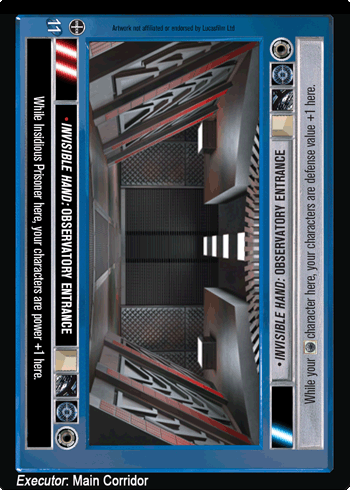 Artwork not affiliated or endorsed by Lucasfilm Ltd
11
• INVISIBLE HAND: OBSERVATORY ENTRANCE
While Insidious Prisoner here, your characters are power +1 here.
• INVISIBLE HAND: OBSERVATORY ENTRANCE
While your character here, your characters are defense value +1 here.
Executor: Main Corridor